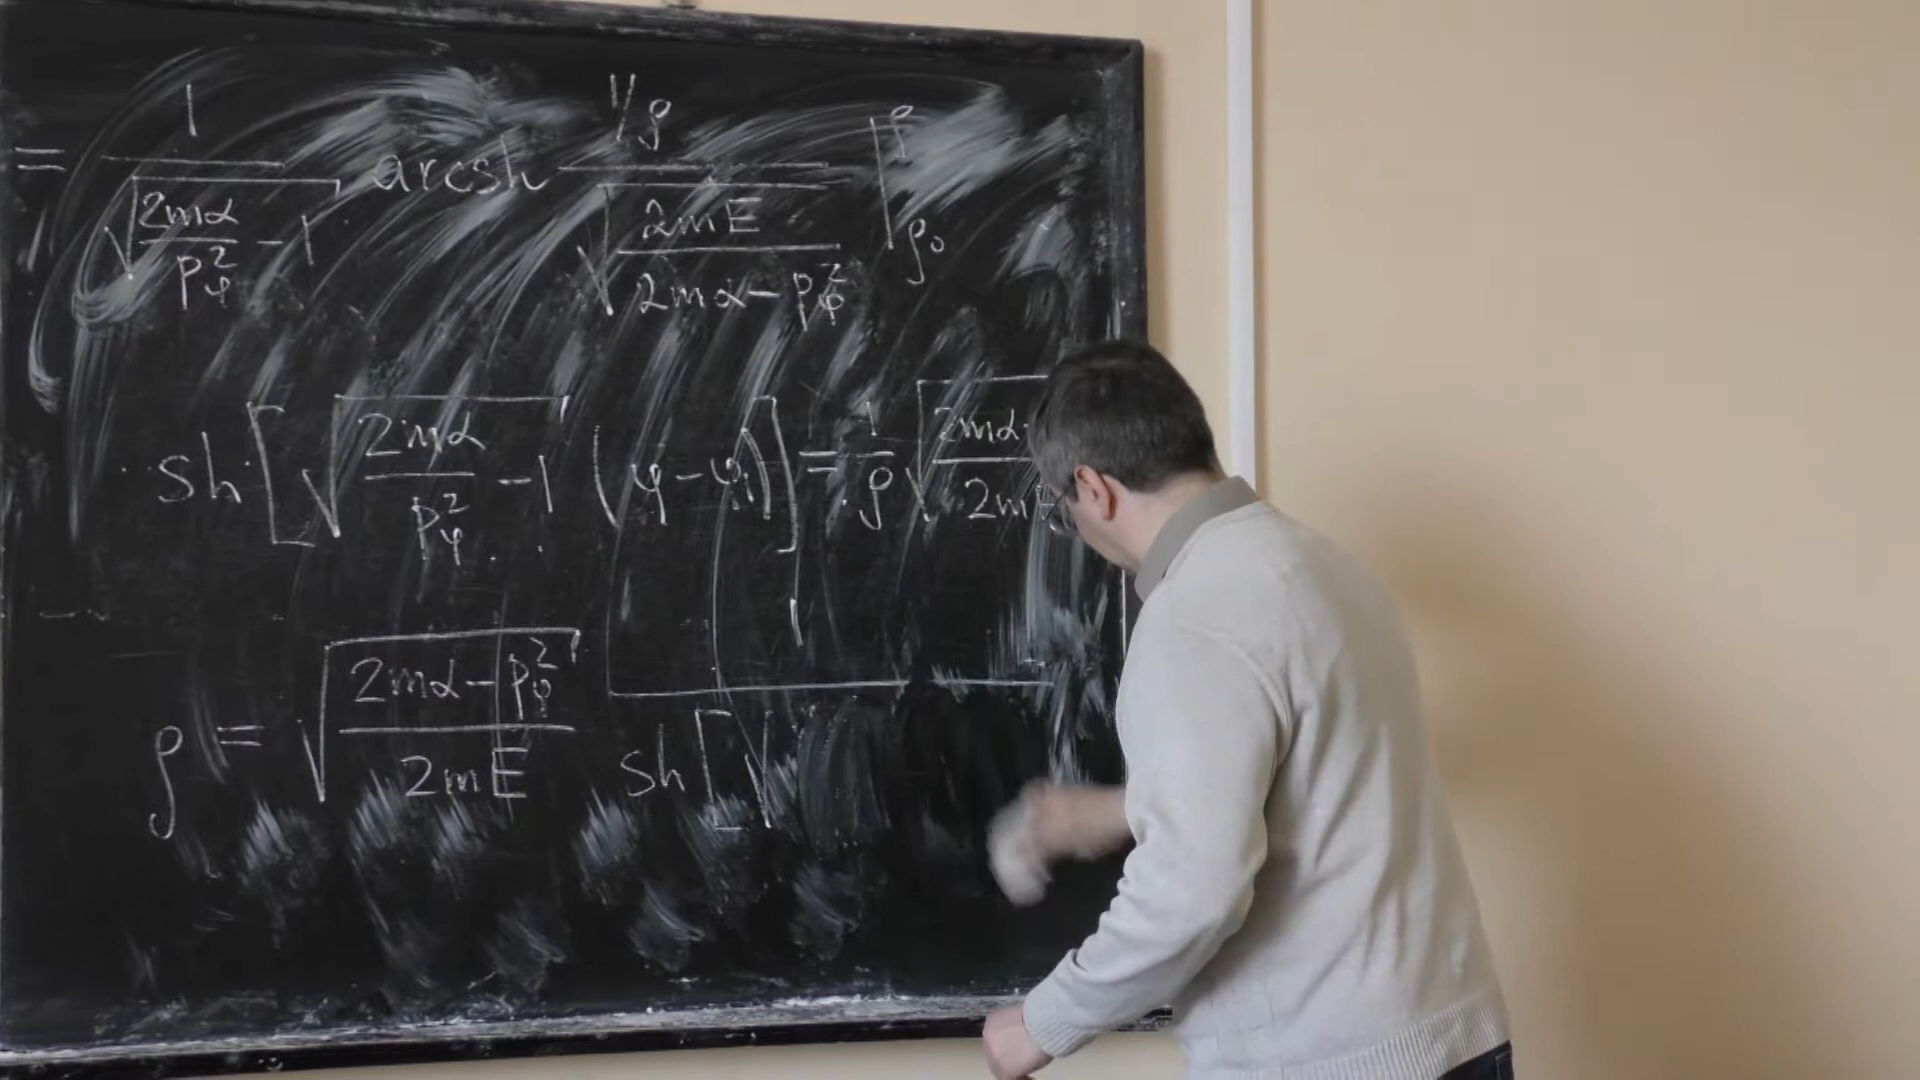 = 1 / √(2mα/p_φ² − 1) arcsh (1/ρ) / √(2mE/(2mα − p_φ²)) |^ρ_ρ₀
sh[√(2mα/p_φ² − 1) (φ − φ₁)] = 1/ρ √(2mα / 2m
ρ = √((2mα − p_φ²)/2mE) sh[√